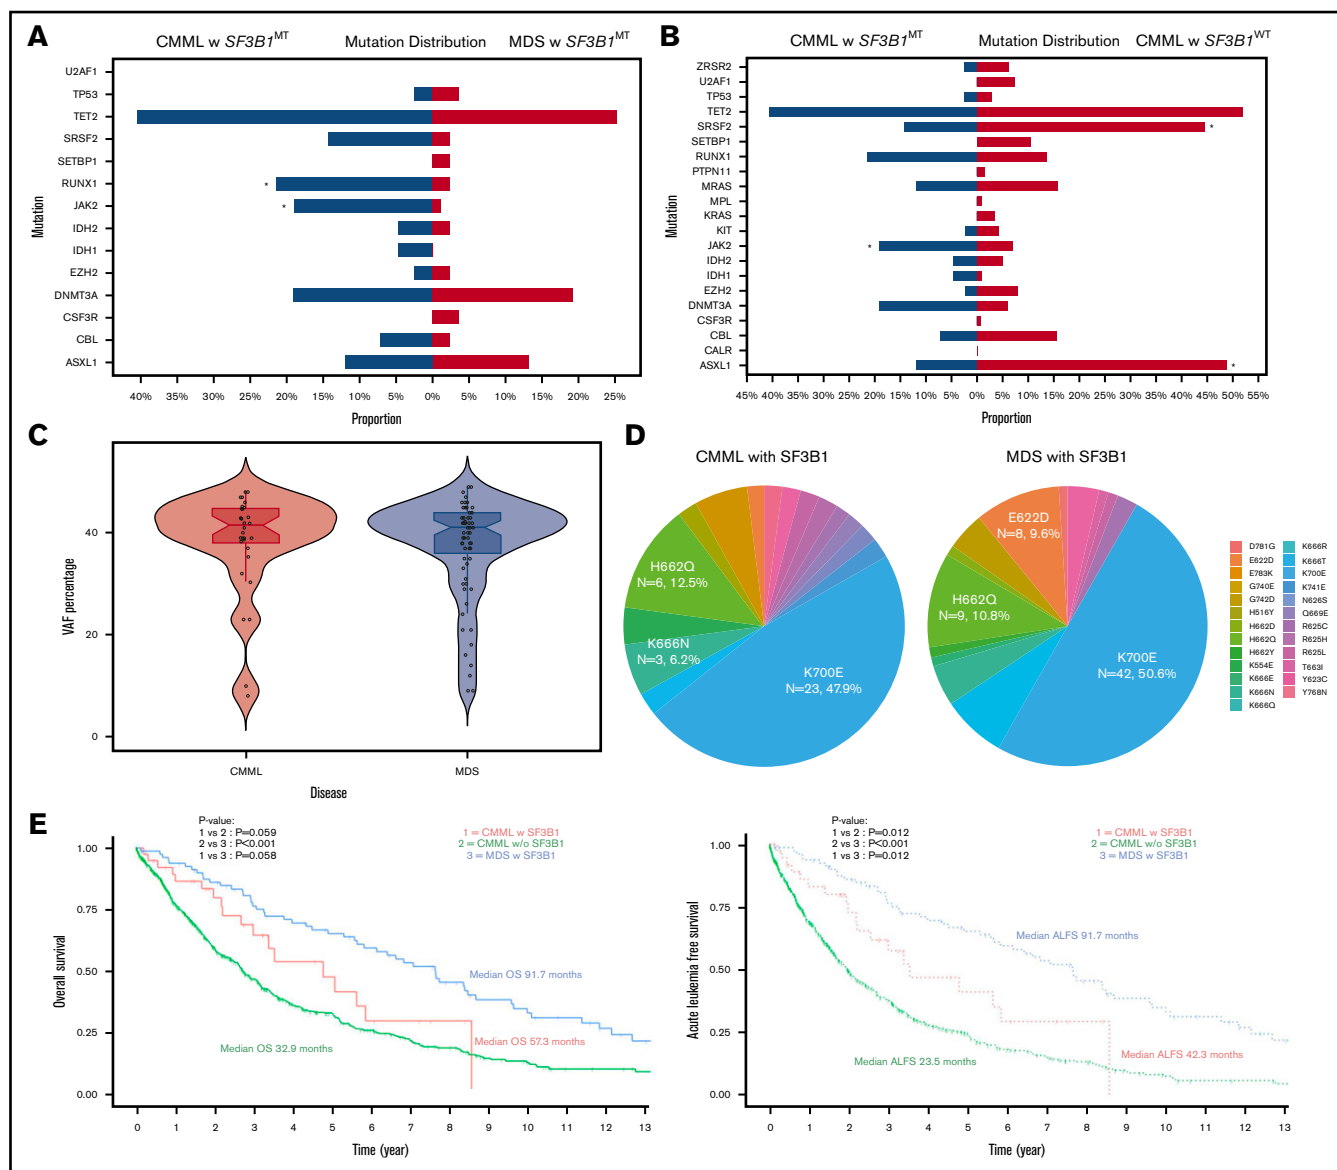 A
CMML w SF3B1MT
Mutation Distribution
MDS w SF3B1MT
Mutation
U2AF1
TP53
TET2
SRSF2
SETBP1
RUNX1
*
JAK2
*
IDH2
IDH1
EZH2
DNMT3A
CSF3R
CBL
ASXL1
40% 35% 30% 25% 20% 15% 10% 5% 0% 5% 10% 15% 20% 25%
Proportion
B
CMML w SF3B1MT
Mutation Distribution
CMML w SF3B1WT
Mutation
ZRSR2
U2AF1
TP53
TET2
SRSF2
*
SETBP1
RUNX1
PTPN11
MRAS
MPL
KRAS
KIT
JAK2
*
IDH2
IDH1
EZH2
DNMT3A
CSF3R
CBL
CALR
ASXL1
*
45% 40% 35% 30% 25% 20% 15% 10% 5% 0% 5% 10% 15% 20% 25% 30% 35% 40% 45% 50% 55%
Proportion
C
VAF percentage
40
20
0
CMML
MDS
Disease
D
CMML with SF3B1
H662Q
N=6, 12.5%
K666N
N=3, 6.2%
K700E
N=23, 47.9%
MDS with SF3B1
E622D
N=8, 9.6%
H662Q
N=9, 10.8%
K700E
N=42, 50.6%
D781G
E622D
E783K
G740E
G742D
H516Y
H662D
H662Q
H662Y
K554E
K666E
K666N
K666Q
K666R
K666T
K700E
K741E
N626S
Q669E
R625C
R625H
R625L
T663I
Y623C
Y768N
E
P-value:
1 vs 2 : P=0.059
2 vs 3 : P<0.001
1 vs 3 : P=0.058
1 = CMML w SF3B1
2 = CMML w/o SF3B1
3 = MDS w SF3B1
Overall survival
1.00
0.75
0.50
0.25
0.00
Median OS 91.7 months
Median OS 57.3 months
Median OS 32.9 months
0 1 2 3 4 5 6 7 8 9 10 11 12 13
Time (year)
P-value:
1 vs 2 : P=0.012
2 vs 3 : P<0.001
1 vs 3 : P=0.012
1 = CMML w SF3B1
2 = CMML w/o SF3B1
3 = MDS w SF3B1
Acute leukemia free survival
1.00
0.75
0.50
0.25
0.00
Median ALFS 91.7 months
Median ALFS 42.3 months
Median ALFS 23.5 months
0 1 2 3 4 5 6 7 8 9 10 11 12 13
Time (year)